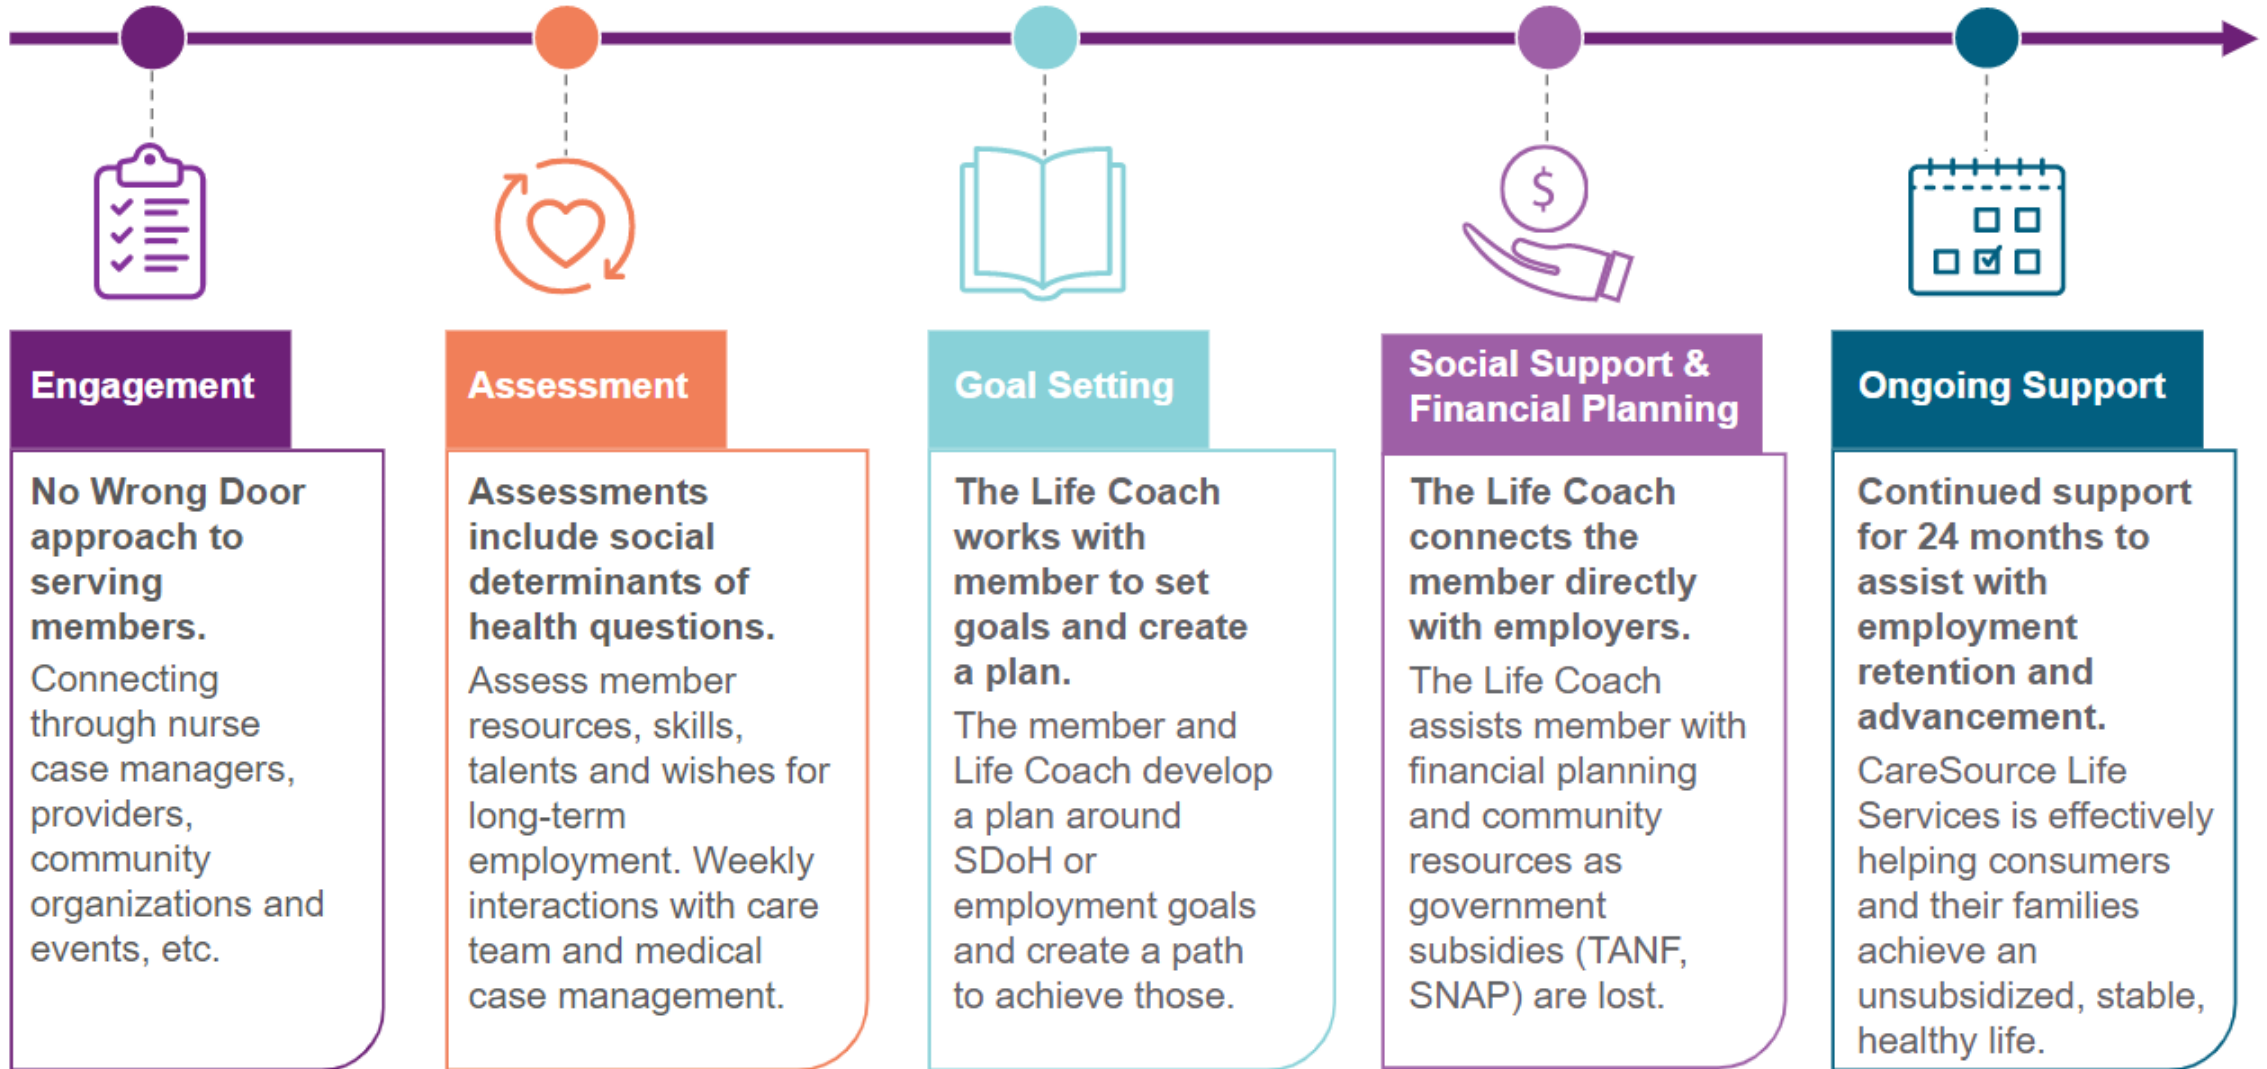 Engagement
No Wrong Door
approach to
serving
members.
Connecting
through nurse
case managers,
providers,
community
organizations and
events, etc.
Assessment
Assessments
include social
determinants of
health questions.
Assess member
resources, skills,
talents and wishes for
long-term
employment. Weekly
interactions with care
team and medical
case management.
Goal Setting
The Life Coach
works with
member to set
goals and create
a plan.
The member and
Life Coach develop
a plan around
SDoH or
employment goals
and create a path
to achieve those.
$
Social Support &
Financial Planning
The Life Coach
connects the
member directly
with employers.
The Life Coach
assists member with
financial planning
and community
resources as
government
subsidies (TANF,
SNAP) are lost.
Ongoing Support
Continued support
for 24 months to
assist with
employment
retention and
advancement.
CareSource Life
Services is effectively
helping consumers
and their families
achieve an
unsubsidized, stable,
healthy life.